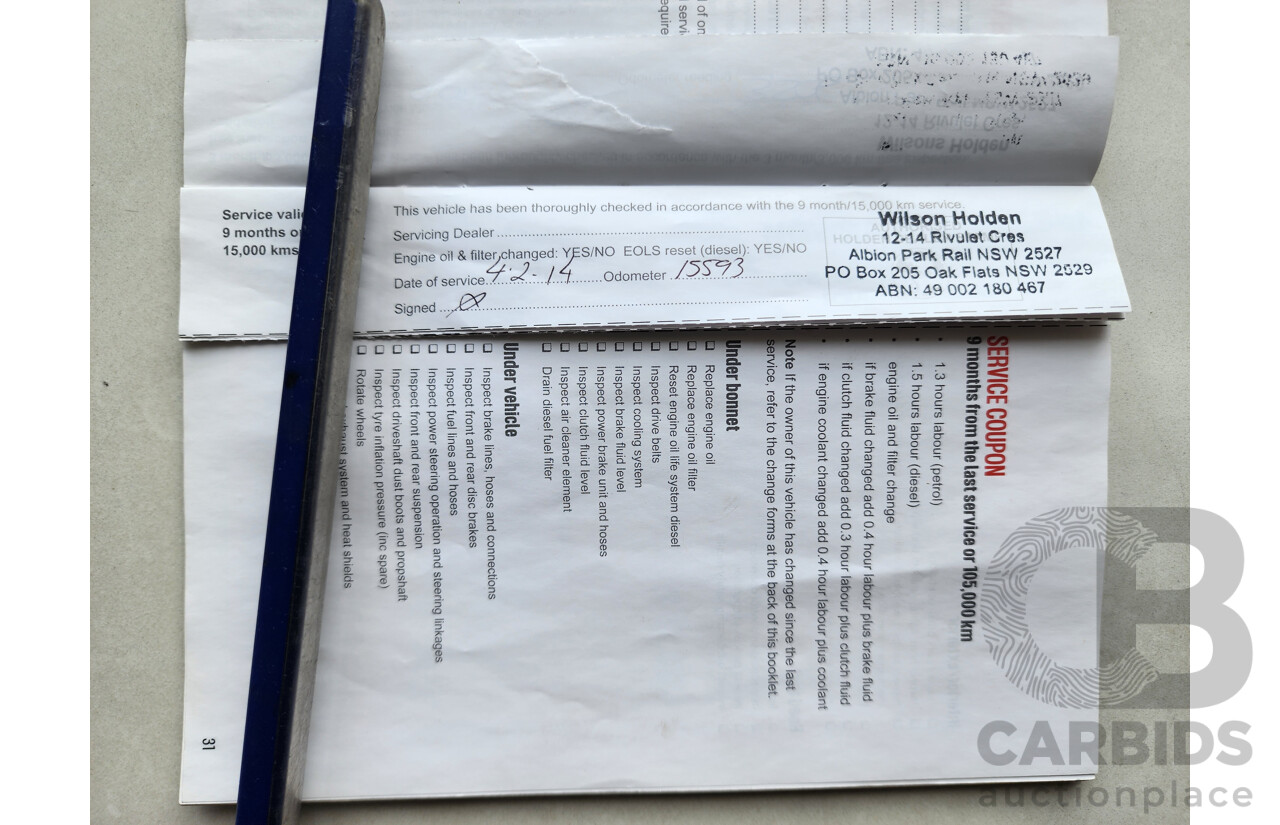 of on
servi
equire
Wilsons Holden
12-14 Rivulet Cres
Service vali
9 months o
15,000 kms
This vehicle has been thoroughly checked in accordance with the 9 month/15,000 km service.
Servicing Dealer
Engine oil & filter changed: YES/NO EOLS reset (diesel): YES/NO
Date of service 4·2·14 Odometer 15593
Signed
Wilson Holden
12-14 Rivulet Cres
Albion Park Rail NSW 2527
PO Box 205 Oak Flats NSW 2529
ABN: 49 002 180 467
SERVICE COUPON
9 months from the last service or 105,000 km
• 1.3 hours labour (petrol)
• 1.5 hours labour (diesel)
engine oil and filter change
• if brake fluid changed add 0.4 hour labour plus brake fluid
• if clutch fluid changed add 0.3 hour labour plus clutch fluid
• if engine coolant changed add 0.4 hour labour plus coolant
Note If the owner of this vehicle has changed since the last
service, refer to the change forms at the back of this booklet.
Under bonnet
❑ Replace engine oil
❑ Replace engine oil filter
❑ Reset engine oil life system diesel
❑ Inspect drive belts
❑ Inspect cooling system
❑ Inspect brake fluid level
❑ Inspect power brake unit and hoses
❑ Inspect clutch fluid level
❑ Inspect air cleaner element
❑ Drain diesel fuel filter
Under vehicle
❑ Inspect brake lines, hoses and connections
❑ Inspect front and rear disc brakes
❑ Inspect fuel lines and hoses
❑ Inspect power steering operation and steering linkages
❑ Inspect front and rear suspension
❑ Inspect driveshaft dust boots and propshaft
❑ Inspect tyre inflation pressure (inc spare)
❑ Rotate wheels
exhaust system and heat shields
31
CARBIDS
auctionplace